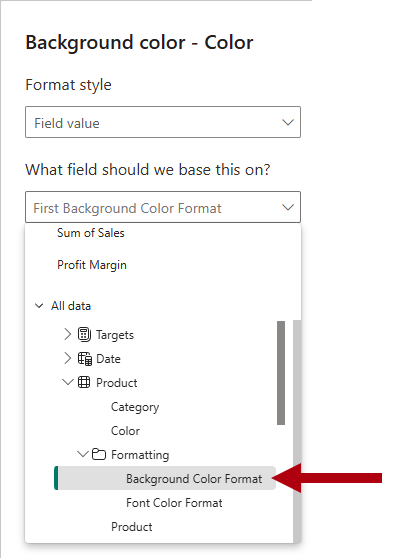 Background color - Color
Format style
Field value
What field should we base this on?
First Background Color Format
Sum of Sales
Profit Margin
All data
Targets
Date
Product
Category
Color
Formatting
Background Color Format
Font Color Format
Product